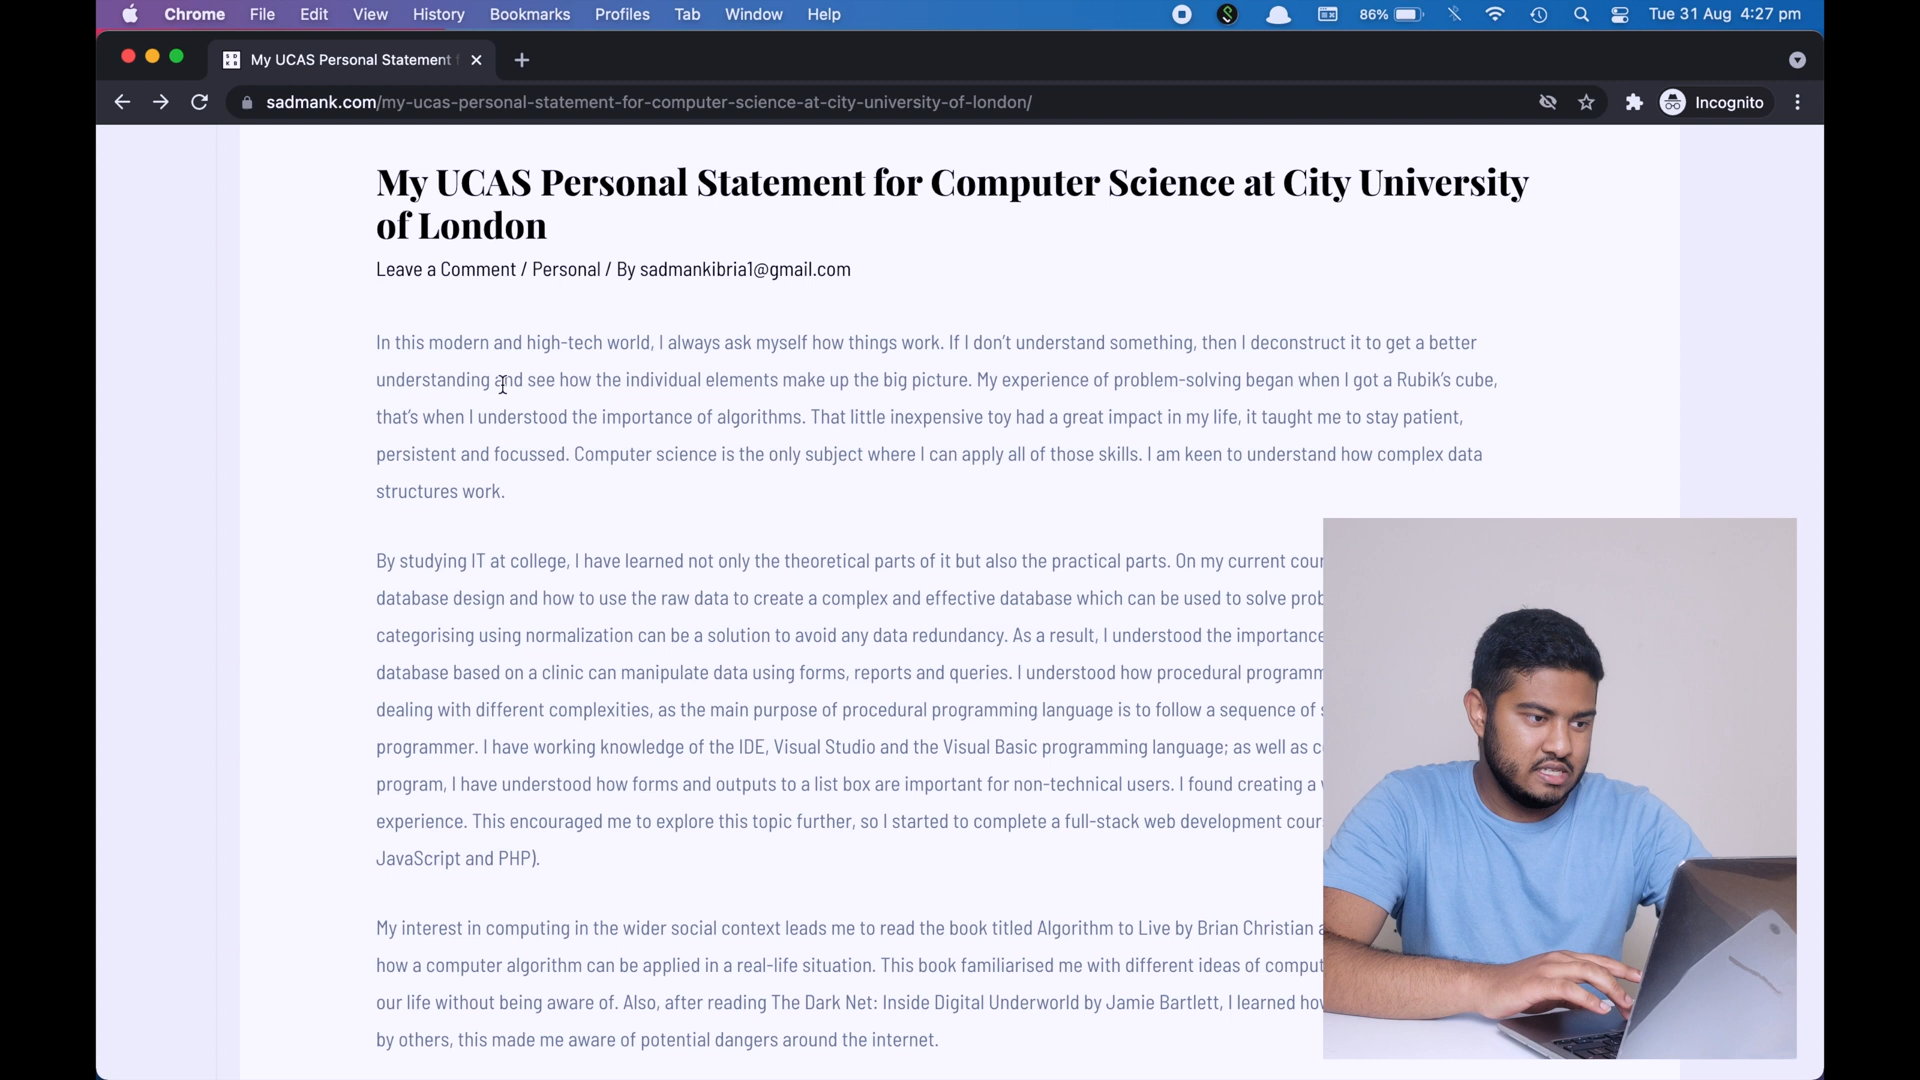 Chrome File Edit View History Bookmarks Profiles Tab Window Help 86% Tue 31 Aug 4:27 pm
My UCAS Personal Statement
sadmank.com/my-ucas-personal-statement-for-computer-science-at-city-university-of-london/ Incognito
My UCAS Personal Statement for Computer Science at City University
of London
Leave a Comment / Personal / By sadmankibria1@gmail.com
In this modern and high-tech world, I always ask myself how things work. If I don’t understand something, then I deconstruct it to get a better
understanding and see how the individual elements make up the big picture. My experience of problem-solving began when I got a Rubik’s cube,
that’s when I understood the importance of algorithms. That little inexpensive toy had a great impact in my life, it taught me to stay patient,
persistent and focussed. Computer science is the only subject where I can apply all of those skills. I am keen to understand how complex data
structures work.
By studying IT at college, I have learned not only the theoretical parts of it but also the practical parts. On my current cour
database design and how to use the raw data to create a complex and effective database which can be used to solve prob
categorising using normalization can be a solution to avoid any data redundancy. As a result, I understood the importance
database based on a clinic can manipulate data using forms, reports and queries. I understood how procedural programm
dealing with different complexities, as the main purpose of procedural programming language is to follow a sequence of
programmer. I have working knowledge of the IDE, Visual Studio and the Visual Basic programming language; as well as c
program, I have understood how forms and outputs to a list box are important for non-technical users. I found creating a
experience. This encouraged me to explore this topic further, so I started to complete a full-stack web development cour
JavaScript and PHP).
My interest in computing in the wider social context leads me to read the book titled Algorithm to Live by Brian Christian
how a computer algorithm can be applied in a real-life situation. This book familiarised me with different ideas of comput
our life without being aware of. Also, after reading The Dark Net: Inside Digital Underworld by Jamie Bartlett, I learned how
by others, this made me aware of potential dangers around the internet.